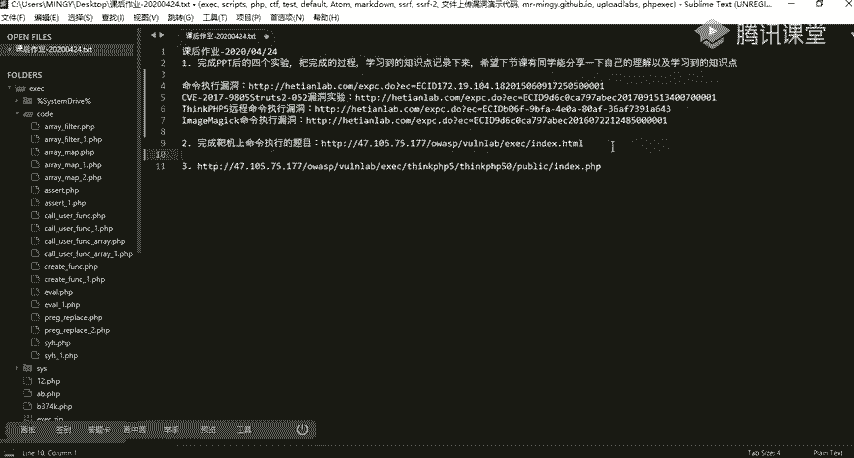 C:\Users\MINGY\Desktop\课后作业-20200424.txt • (exec, scripts, php, ctf, test, default, Atom, markdown, ssrf, ssrf-2, 文件上传漏洞演示代码, mr-mingy.github.io, uploadlabs, phpexec) - Sublime Text (UNREGI...
文件(F) 编辑(E) 选择(S) 查找(I) 视图(V) 跳转(G) 工具(T) 项目(P) 首选项(N) 帮助(H)
腾讯课堂
OPEN FILES
课后作业-20200424.txt
FOLDERS
exec
%SystemDrive%
code
array_filter.php
array_filter_1.php
array_map.php
array_map_1.php
array_map_2.php
assert.php
assert_1.php
call_user_func.php
call_user_func_1.php
call_user_func_array.php
call_user_func_array_1.php
create_func.php
create_func_1.php
eval.php
eval_1.php
preg_replace.php
preg_replace_2.php
syh.php
syh_1.php
sys
12.php
ab.php
b374k.php
课后作业-20200424.txt
1 课后作业-2020/04/24
2 1. 完成PPT后的四个实验，把完成的过程，学习到的知识点记录下来，希望下节课有同学能分享一下自己的理解以及学习到的知识点
3
4 命令执行漏洞：http://hetianlab.com/expc.do?ec=ECID172.19.104.182015060917250500001
5 CVE-2017-9805Struts2-052漏洞实验：http://hetianlab.com/expc.do?ec=ECID9d6c0ca797abec2017091513400700001
6 ThinkPHP5远程命令执行漏洞：http://hetianlab.com/expc.do?ec=ECIDb06f-9bfa-4e0a-80af-36af7391a643
7 ImageMagick命令执行漏洞：http://hetianlab.com/expc.do?ec=ECID9d6c0ca797abec2016072212485000001
8
9 2. 完成靶机上命令执行的题目：http://47.105.75.177/owasp/vulnlab/exec/index.html
10
11 3. http://47.105.75.177/owasp/vulnlab/exec/thinkphp5/thinkphp50/public/index.php
画板 签到 答题卡 画中画 举手 预览 工具
Line 10, Column 1
Tab Size: 4
Plain Text